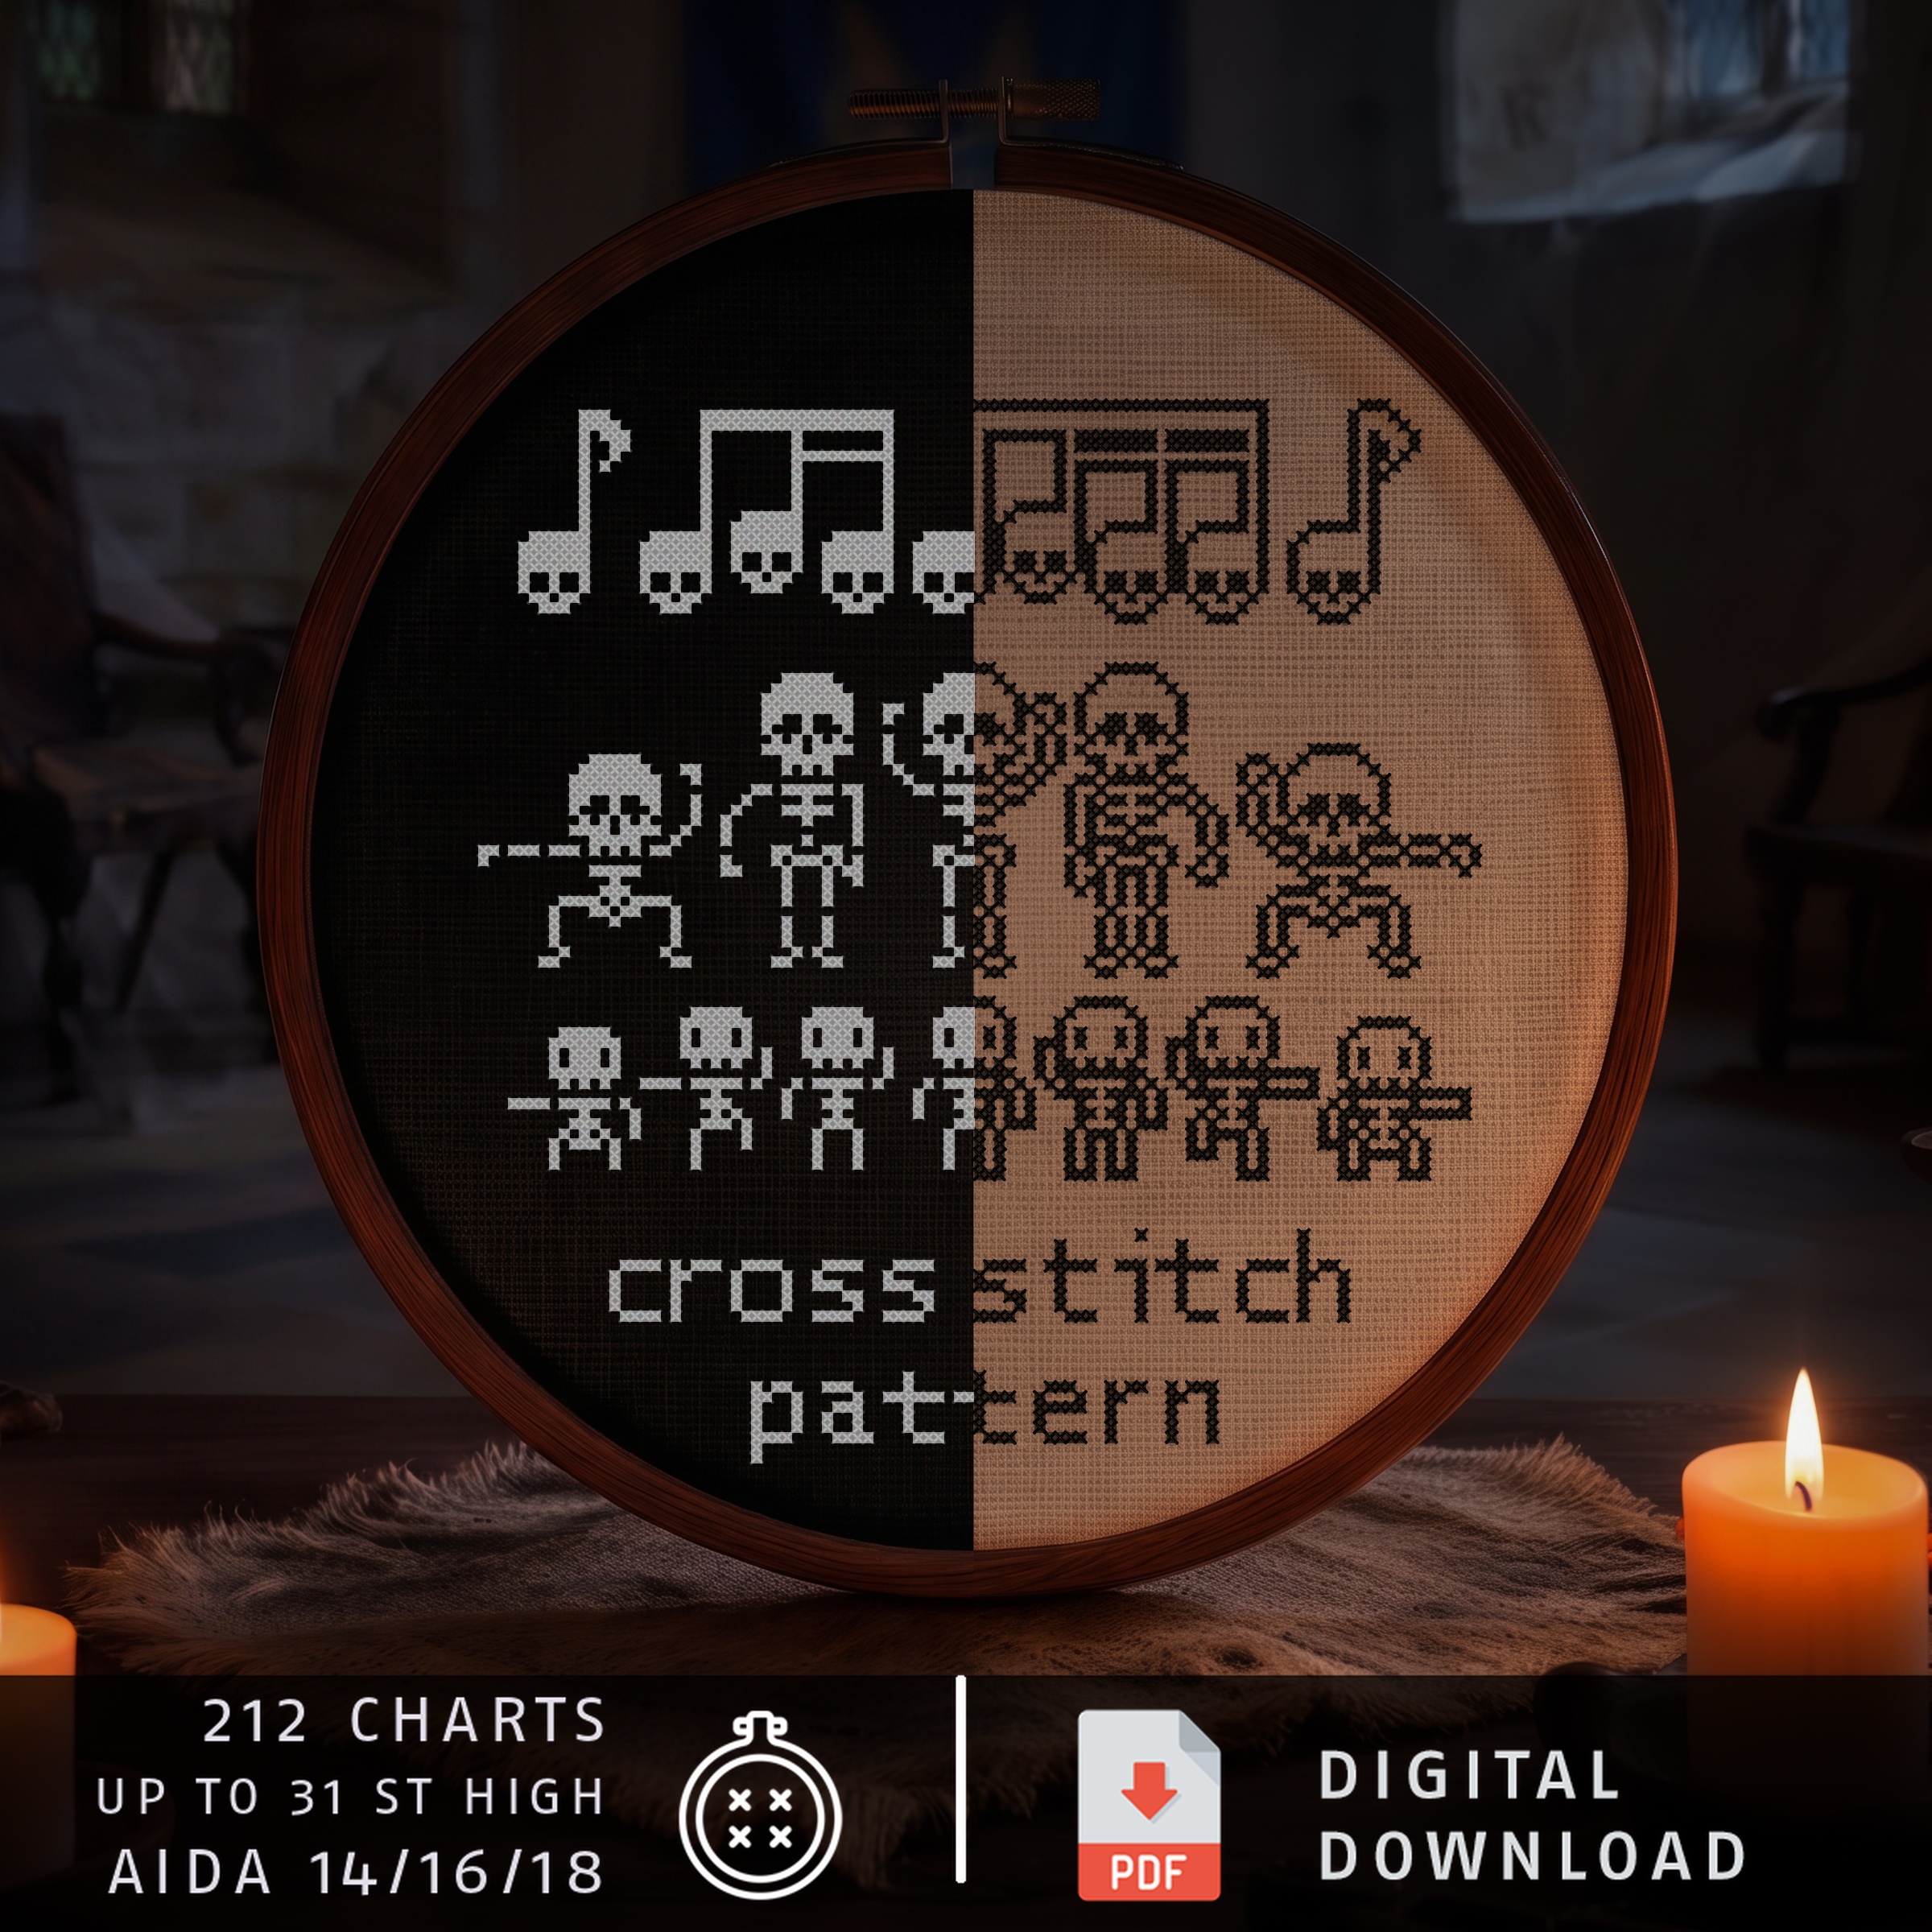 cross stitch
pattern
212 CHARTS
UP TO 31 ST HIGH
AIDA 14/16/18
PDF
DIGITAL
DOWNLOAD